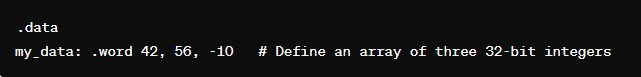 .data
my_data: .word 42, 56, -10   # Define an array of three 32-bit integers